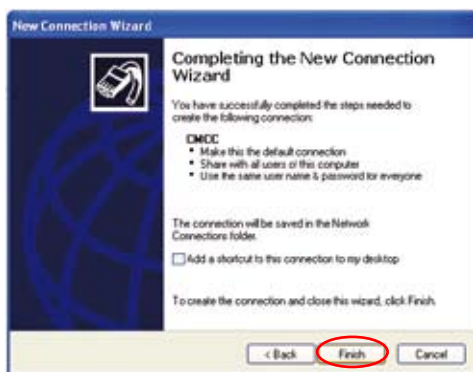 New Connection Wizard
Completing the New Connection
Wizard
You have successfully completed the steps needed to
create the following connection:
CMCC
• Make this the default connection
• Share with all users of this computer
• Use the same user name & password for everyone
The connection will be saved in the Network
Connections folder.
Add a shortcut to this connection to my desktop
To create the connection and close this wizard, click Finish.
< Back Finish Cancel